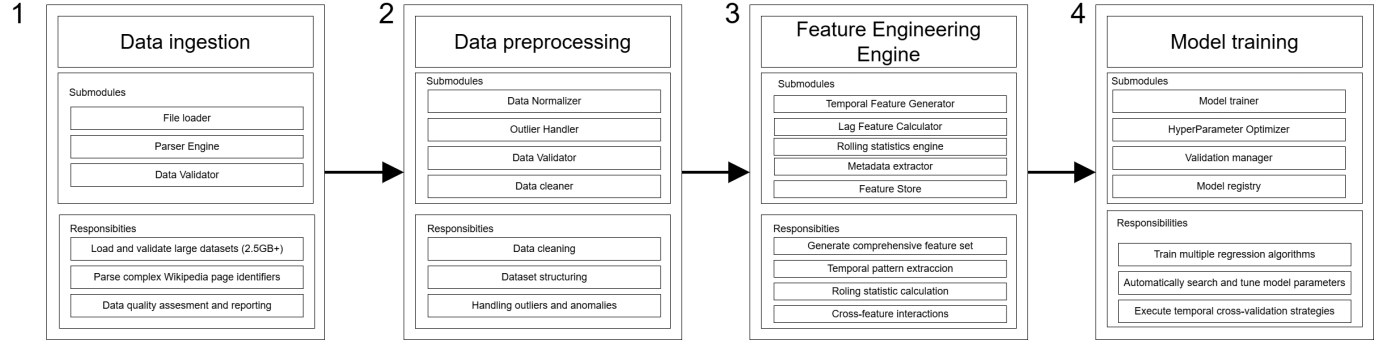 1
Data ingestion
Submodules
File loader
Parser Engine
Data Validator
Responsibities
Load and validate large datasets (2.5GB+)
Parse complex Wikipedia page identifiers
Data quality assesment and reporting
2
Data preprocessing
Submodules
Data Normalizer
Outlier Handler
Data Validator
Data cleaner
Responsibities
Data cleaning
Dataset structuring
Handling outliers and anomalies
3
Feature Engineering
Engine
Submodules
Temporal Feature Generator
Lag Feature Calculator
Rolling statistics engine
Metadata extractor
Feature Store
Responsibities
Generate comprehensive feature set
Temporal pattern extraccion
Roling statistic calculation
Cross-feature interactions
4
Model training
Submodules
Model trainer
HyperParameter Optimizer
Validation manager
Model registry
Responsibilities
Train multiple regression algorithms
Automatically search and tune model parameters
Execute temporal cross-validation strategies